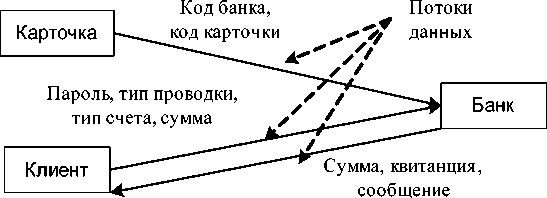 Карточка
Код банка,
код карточки
Потоки
данных
Пароль, тип проводки,
тип счета, сумма
Банк
Клиент
Сумма, квитанция,
сообщение